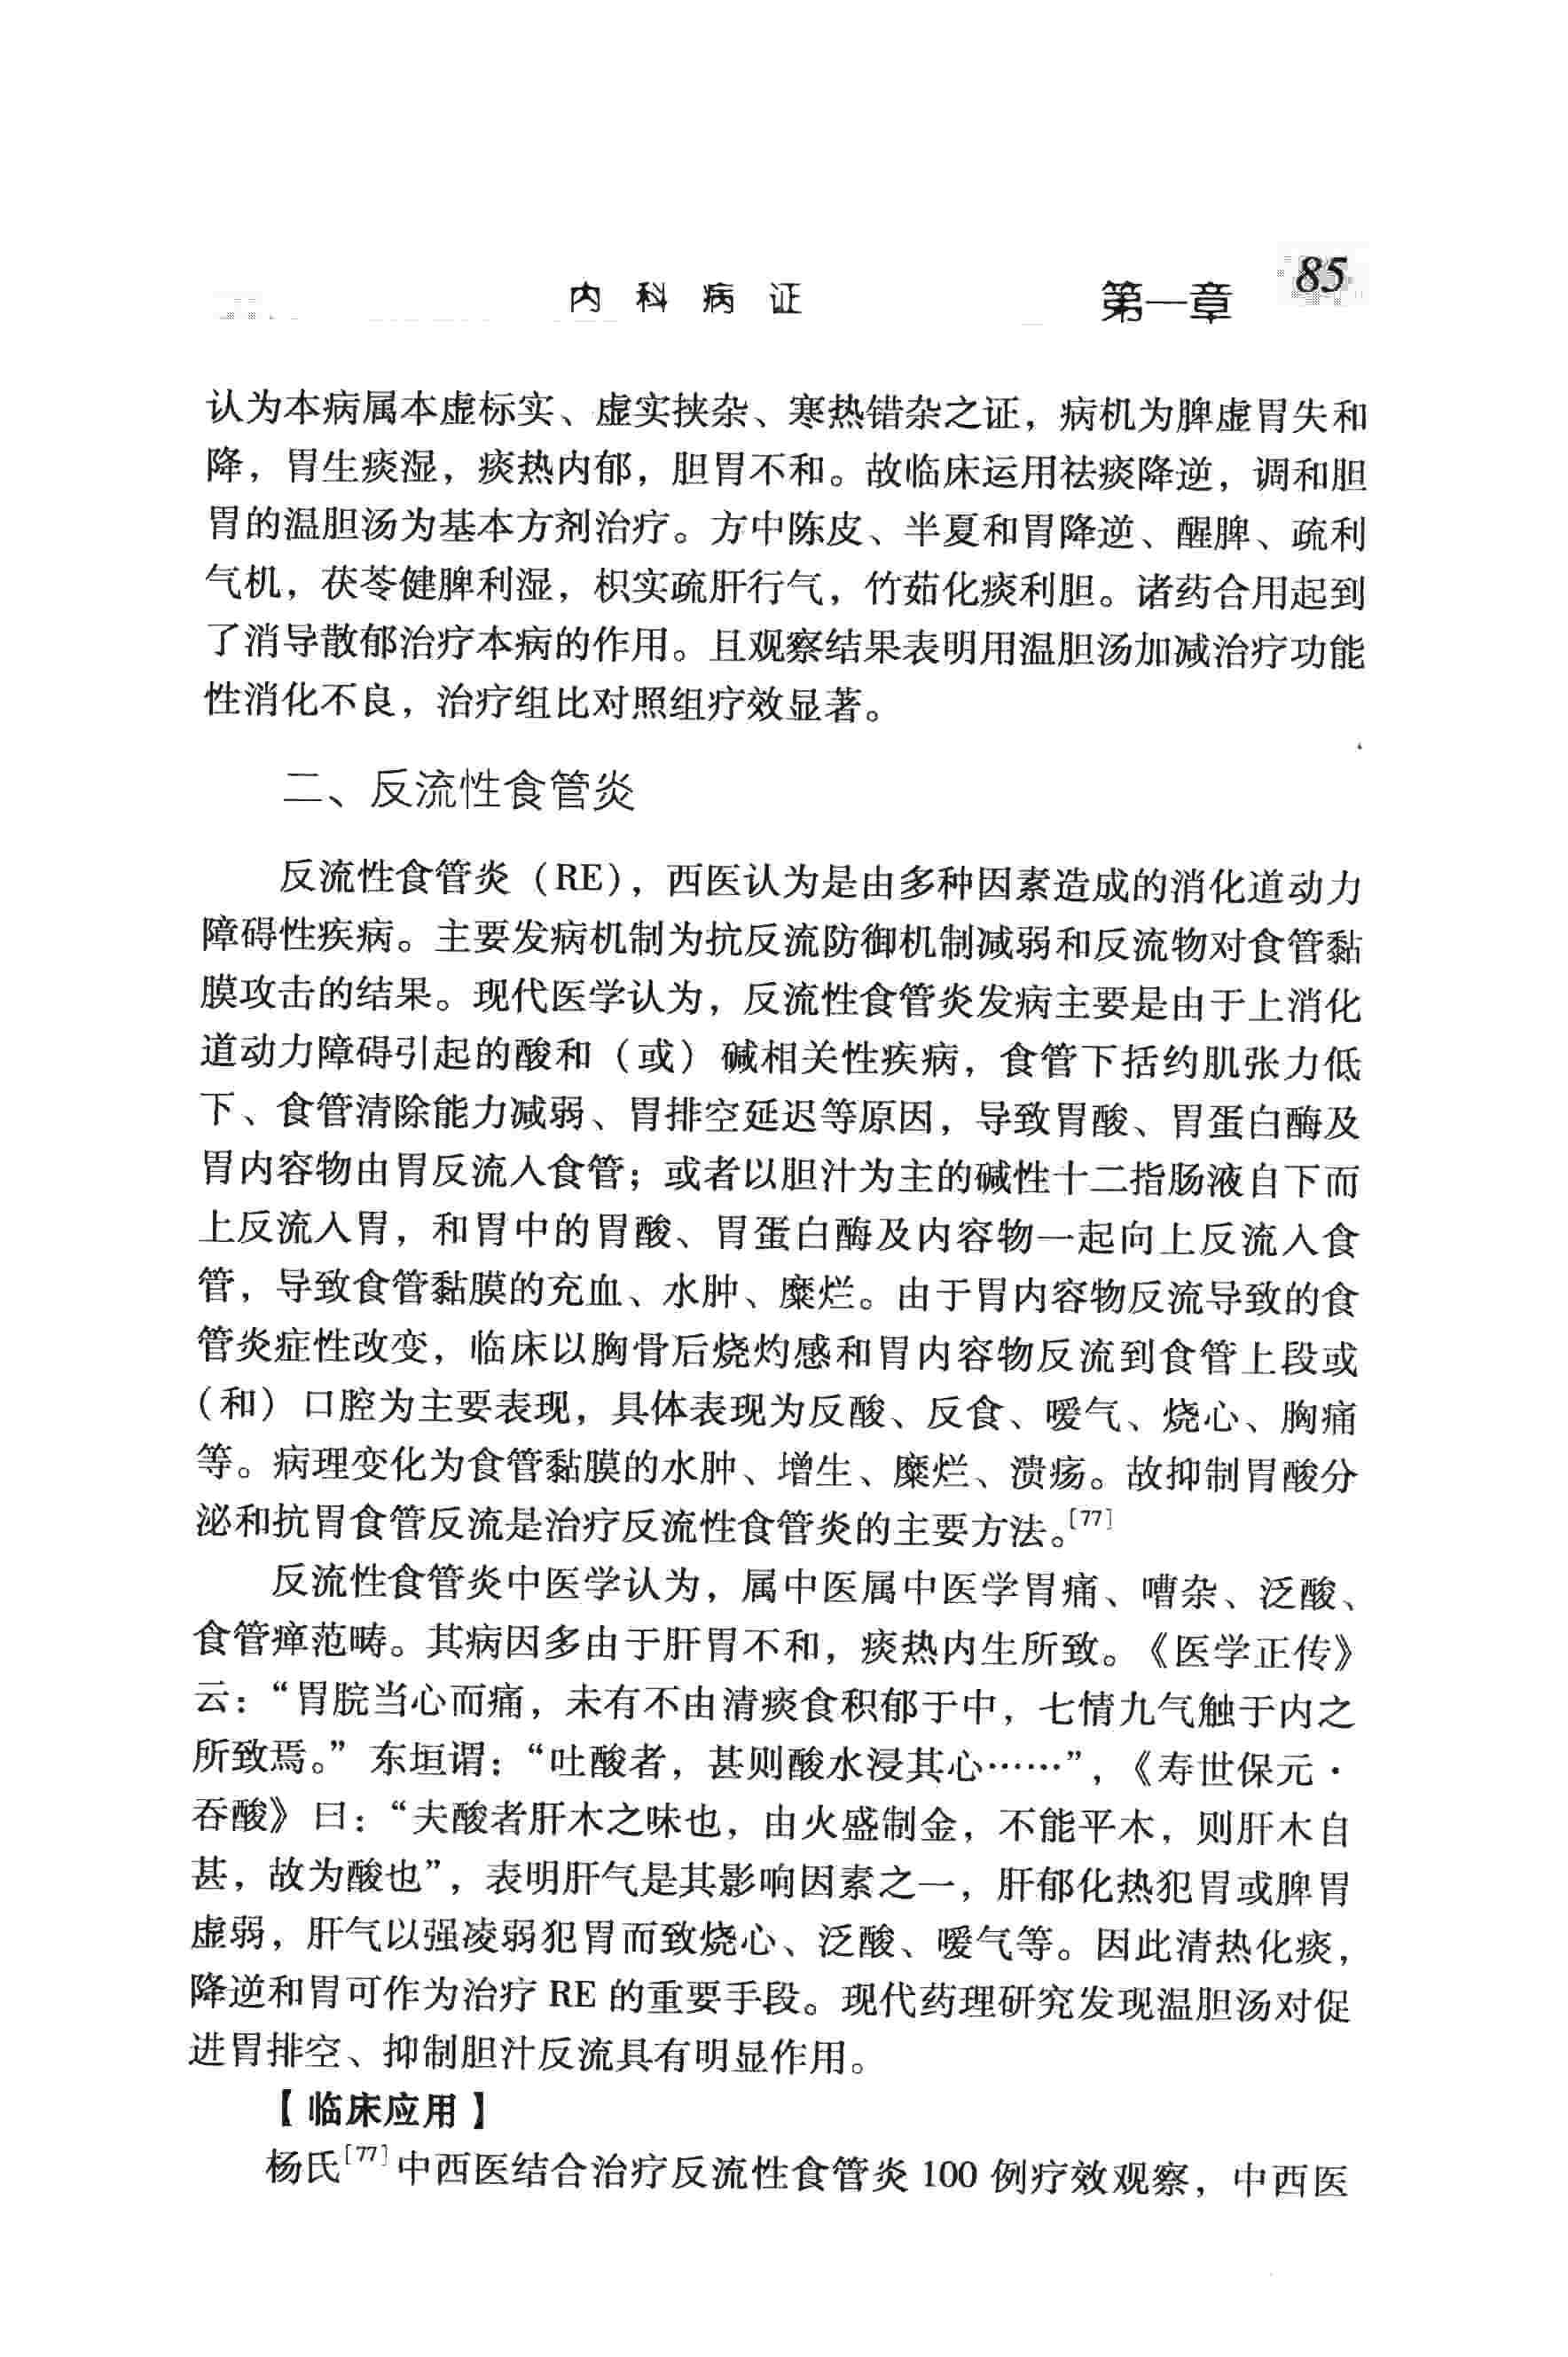 内科病证 第一章 85
认为本病属本虚标实、虚实挟杂、寒热错杂之证，病机为脾虚胃失和
降，胃生痰湿，痰热内郁，胆胃不和。故临床运用祛痰降逆，调和胆
胃的温胆汤为基本方剂治疗。方中陈皮、半夏和胃降逆、醒脾、疏利
气机，茯苓健脾利湿，枳实疏肝行气，竹茹化痰利胆。诸药合用起到
了消导散郁治疗本病的作用。且观察结果表明用温胆汤加减治疗功能
性消化不良，治疗组比对照组疗效显著。
二、反流性食管炎
反流性食管炎（RE），西医认为是由多种因素造成的消化道动力
障碍性疾病。主要发病机制为抗反流防御机制减弱和反流物对食管黏
膜攻击的结果。现代医学认为，反流性食管炎发病主要是由于上消化
道动力障碍引起的酸和（或）碱相关性疾病，食管下括约肌张力低
下、食管清除能力减弱、胃排空延迟等原因，导致胃酸、胃蛋白酶及
胃内容物由胃反流入食管；或者以胆汁为主的碱性十二指肠液自下而
上反流入胃，和胃中的胃酸、胃蛋白酶及内容物一起向上反流入食
管，导致食管黏膜的充血、水肿、糜烂。由于胃内容物反流导致的食
管炎症性改变，临床以胸骨后烧灼感和胃内容物反流到食管上段或
（和）口腔为主要表现，具体表现为反酸、反食、嗳气、烧心、胸痛
等。病理变化为食管黏膜的水肿、增生、糜烂、溃疡。故抑制胃酸分
泌和抗胃食管反流是治疗反流性食管炎的主要方法。[77]
反流性食管炎中医学认为，属中医属中医学胃痛、嘈杂、泛酸、
食管瘅范畴。其病因多由于肝胃不和，痰热内生所致。《医学正传》
云：“胃脘当心而痛，未有不由清痰食积郁于中，七情九气触于内之
所致焉。”东垣谓：“吐酸者，甚则酸水浸其心……”，《寿世保元·
吞酸》曰：“夫酸者肝木之味也，由火盛制金，不能平木，则肝木自
甚，故为酸也”，表明肝气是其影响因素之一，肝郁化热犯胃或脾胃
虚弱，肝气以强凌弱犯胃而致烧心、泛酸、嗳气等。因此清热化痰，
降逆和胃可作为治疗 RE 的重要手段。现代药理研究发现温胆汤对促
进胃排空、抑制胆汁反流具有明显作用。
【临床应用】
杨氏[77]中西医结合治疗反流性食管炎 100 例疗效观察，中西医